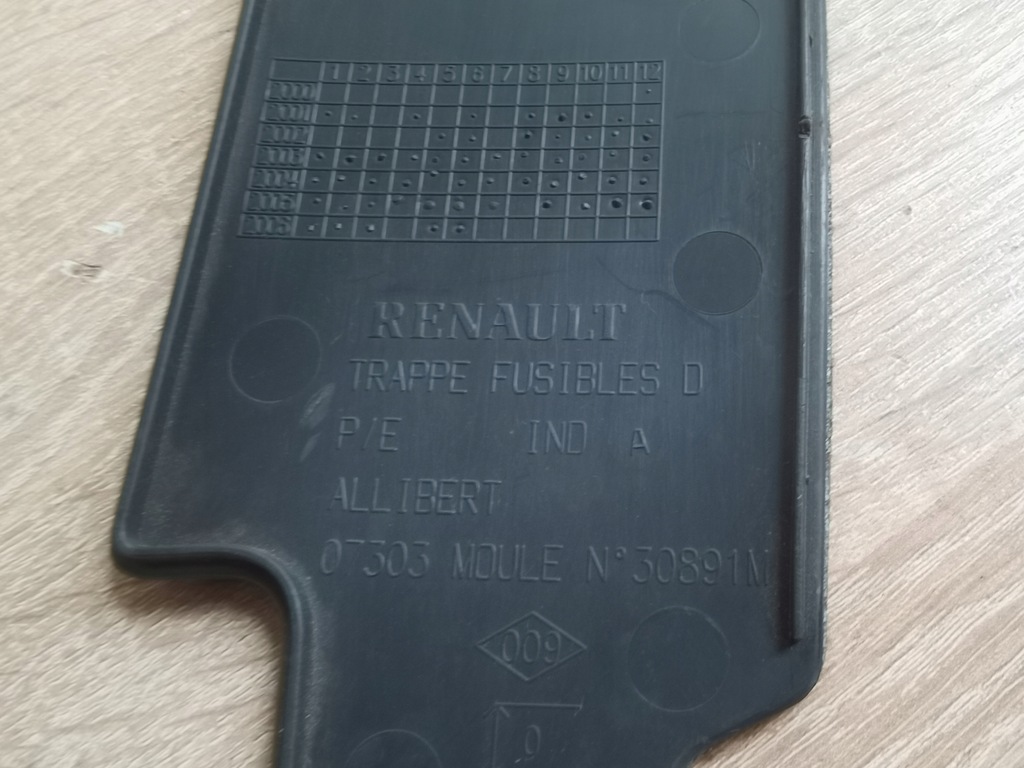 1 2 3 4 5 6 7 8 9 10 11 12
2000
2001
2002
2003
2004
2005
2006
RENAULT
TRAPPE FUSIBLES D
P/E IND A
ALLIBERT
07303 MOULE N°30891M
009
0